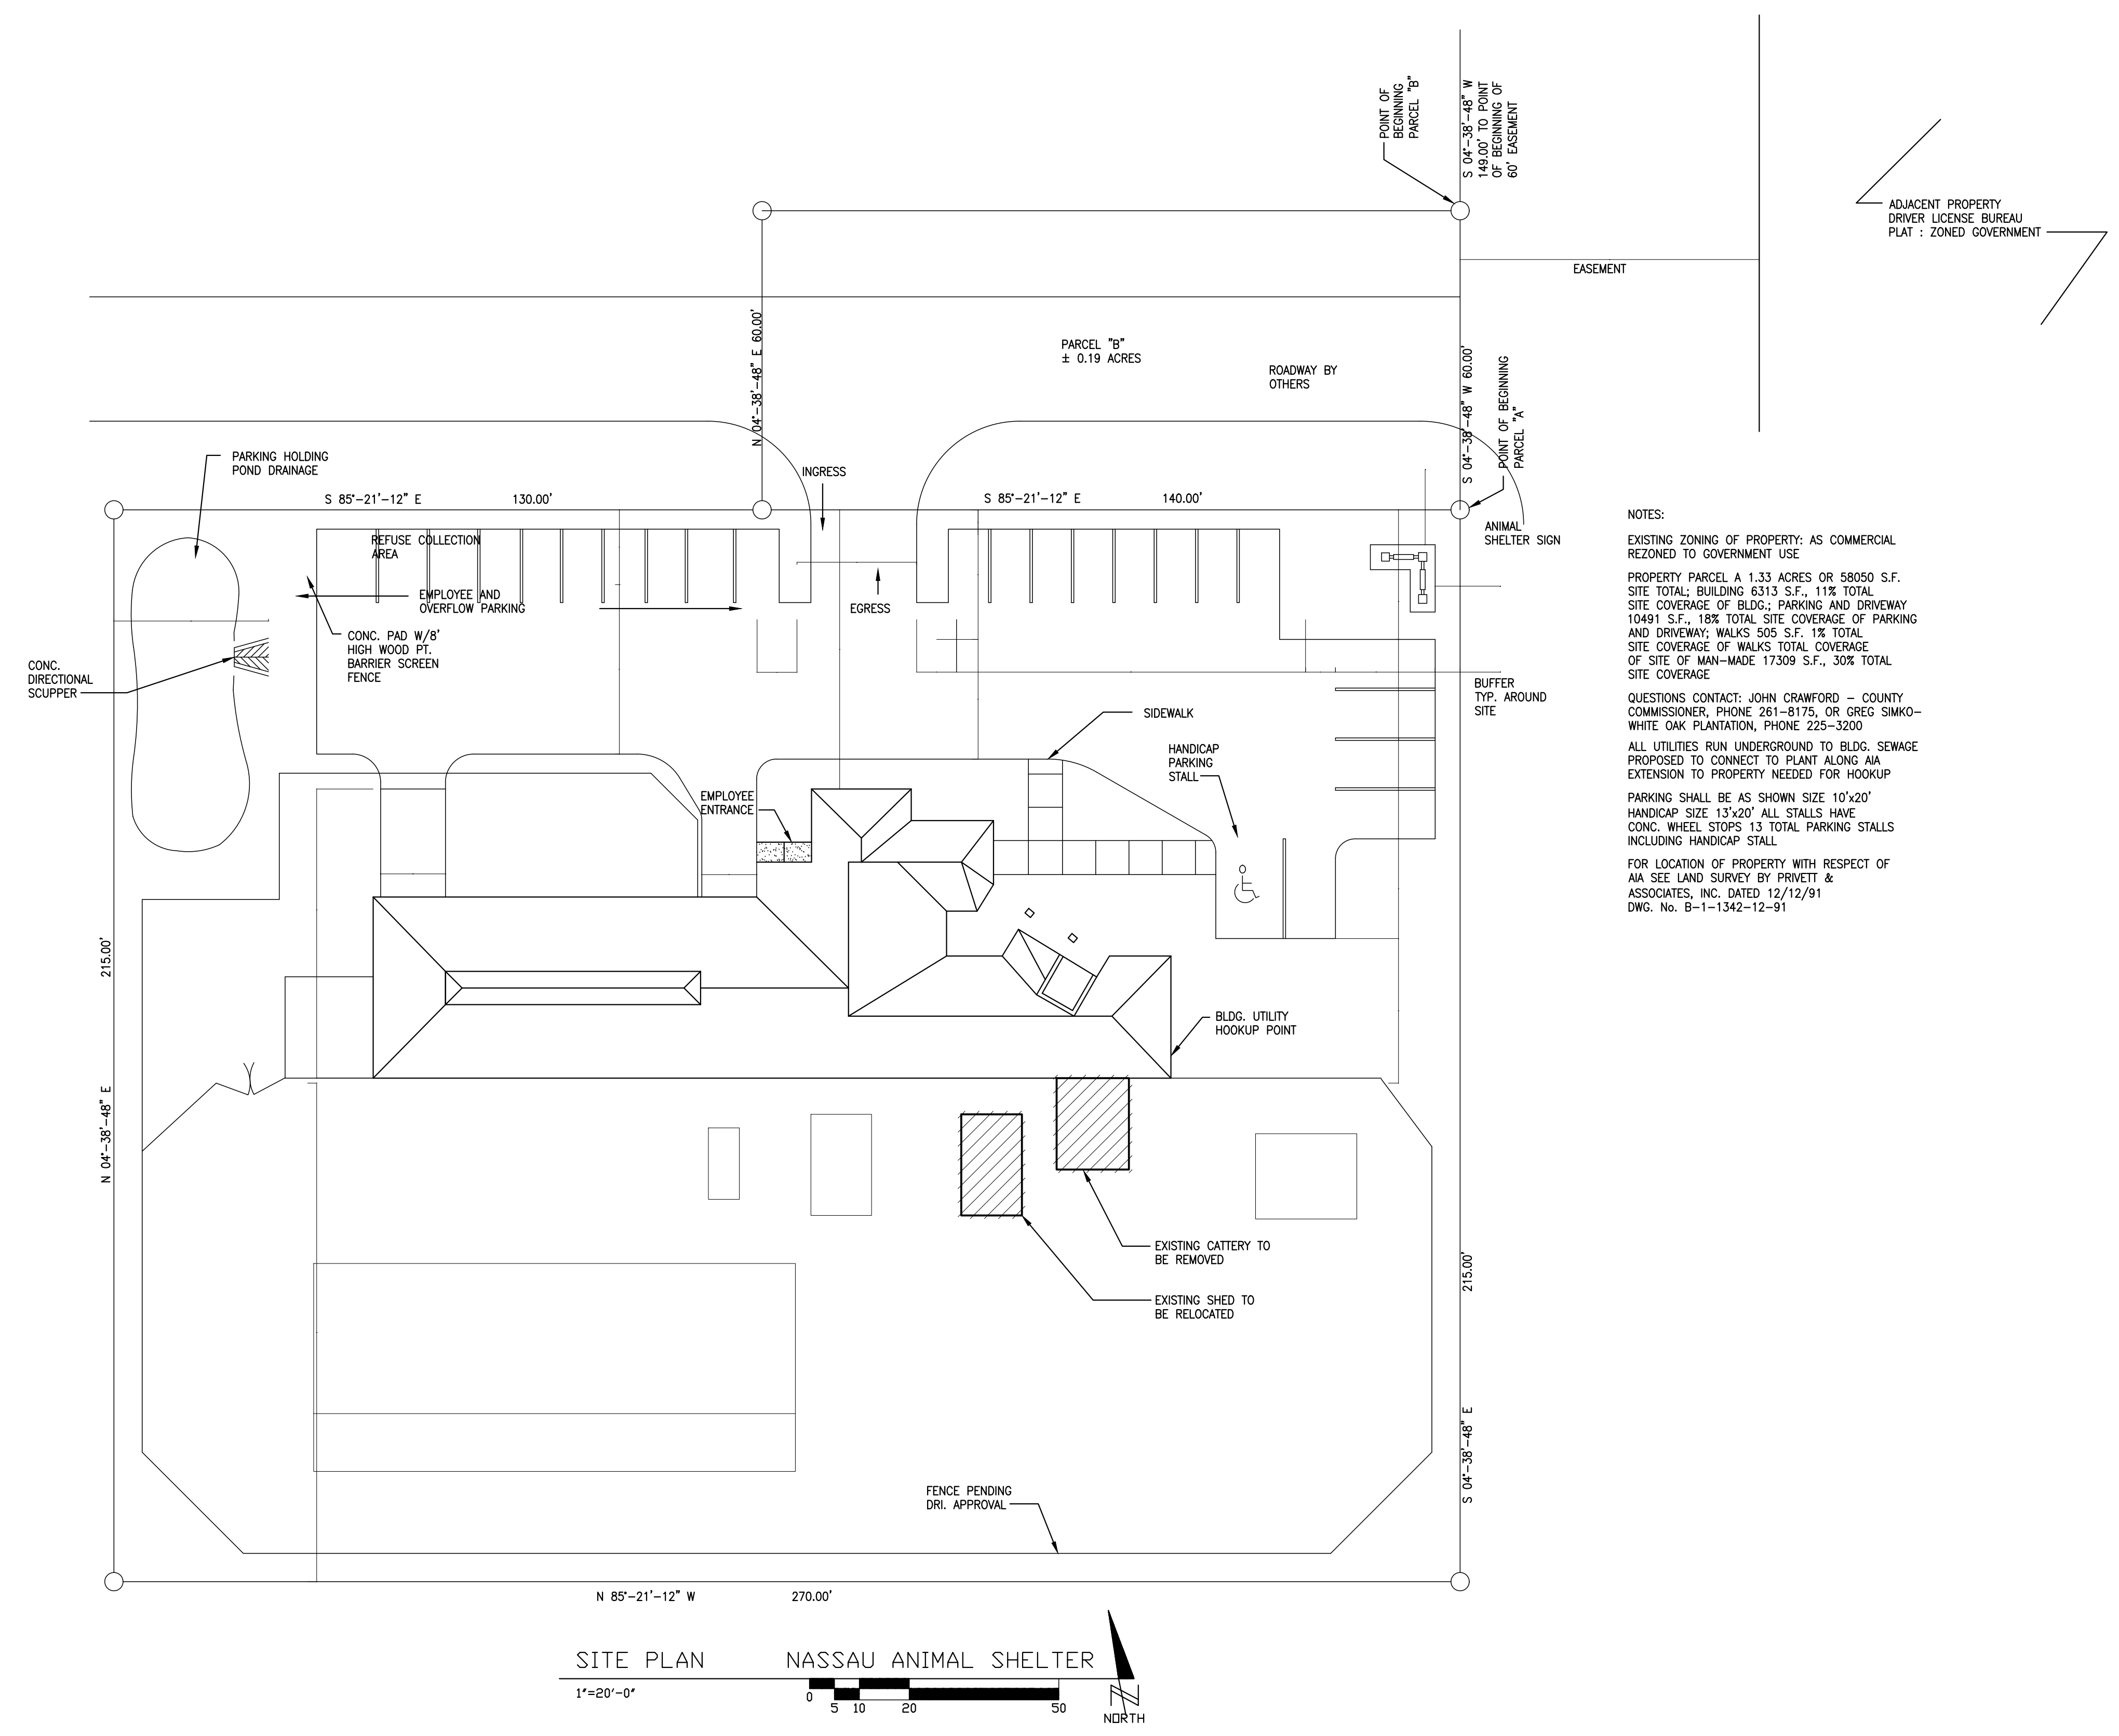 POINT OF
BEGINNING
PARCEL "B"
S 04°-38'-48" W
149.00' TO POINT
OF BEGINNING OF
60' EASEMENT
ADJACENT PROPERTY
DRIVER LICENSE BUREAU
PLAT : ZONED GOVERNMENT
EASEMENT
N 04°-38'-48" E 60.00'
PARCEL "B"
± 0.19 ACRES
ROADWAY BY
OTHERS
S 04°-38'-48" W 60.00'
POINT OF BEGINNING
PARCEL "A"
PARKING HOLDING
POND DRAINAGE
INGRESS
S 85°-21'-12" E 130.00'
S 85°-21'-12" E 140.00'
ANIMAL
SHELTER SIGN
REFUSE COLLECTION
AREA
EMPLOYEE AND
OVERFLOW PARKING
EGRESS
CONC. PAD W/8'
HIGH WOOD PT.
BARRIER SCREEN
FENCE
CONC.
DIRECTIONAL
SCUPPER
BUFFER
TYP. AROUND
SITE
SIDEWALK
HANDICAP
PARKING
STALL
EMPLOYEE
ENTRANCE
NOTES:
EXISTING ZONING OF PROPERTY: AS COMMERCIAL
REZONED TO GOVERNMENT USE
PROPERTY PARCEL A 1.33 ACRES OR 58050 S.F.
SITE TOTAL; BUILDING 6313 S.F., 11% TOTAL
SITE COVERAGE OF BLDG.; PARKING AND DRIVEWAY
10491 S.F., 18% TOTAL SITE COVERAGE OF PARKING
AND DRIVEWAY; WALKS 505 S.F. 1% TOTAL
SITE COVERAGE OF WALKS TOTAL COVERAGE
OF SITE OF MAN-MADE 17309 S.F., 30% TOTAL
SITE COVERAGE
QUESTIONS CONTACT: JOHN CRAWFORD - COUNTY
COMMISSIONER, PHONE 261-8175, OR GREG SIMKO-
WHITE OAK PLANTATION, PHONE 225-3200
ALL UTILITIES RUN UNDERGROUND TO BLDG. SEWAGE
PROPOSED TO CONNECT TO PLANT ALONG AIA
EXTENSION TO PROPERTY NEEDED FOR HOOKUP
PARKING SHALL BE AS SHOWN SIZE 10'x20'
HANDICAP SIZE 13'x20' ALL STALLS HAVE
CONC. WHEEL STOPS 13 TOTAL PARKING STALLS
INCLUDING HANDICAP STALL
FOR LOCATION OF PROPERTY WITH RESPECT OF
AIA SEE LAND SURVEY BY PRIVETT &
ASSOCIATES, INC. DATED 12/12/91
DWG. No. B-1-1342-12-91
N 04°-38'-48" E 215.00'
BLDG. UTILITY
HOOKUP POINT
EXISTING CATTERY TO
BE REMOVED
EXISTING SHED TO
BE RELOCATED
S 04°-38'-48" E 215.00'
FENCE PENDING
DRI. APPROVAL
N 85°-21'-12" W 270.00'
SITE PLAN NASSAU ANIMAL SHELTER
1"=20'-0"
0 5 10 20 50
NORTH